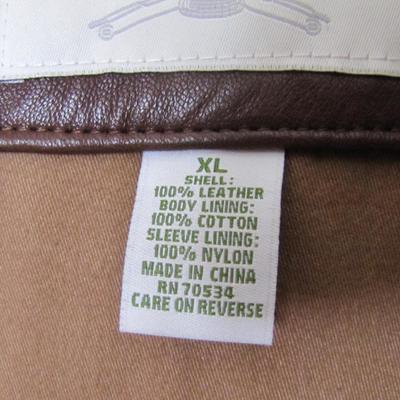 XL
SHELL:
100% LEATHER
BODY LINING:
100% COTTON
SLEEVE LINING:
100% NYLON
MADE IN CHINA
RN 70534
CARE ON REVERSE